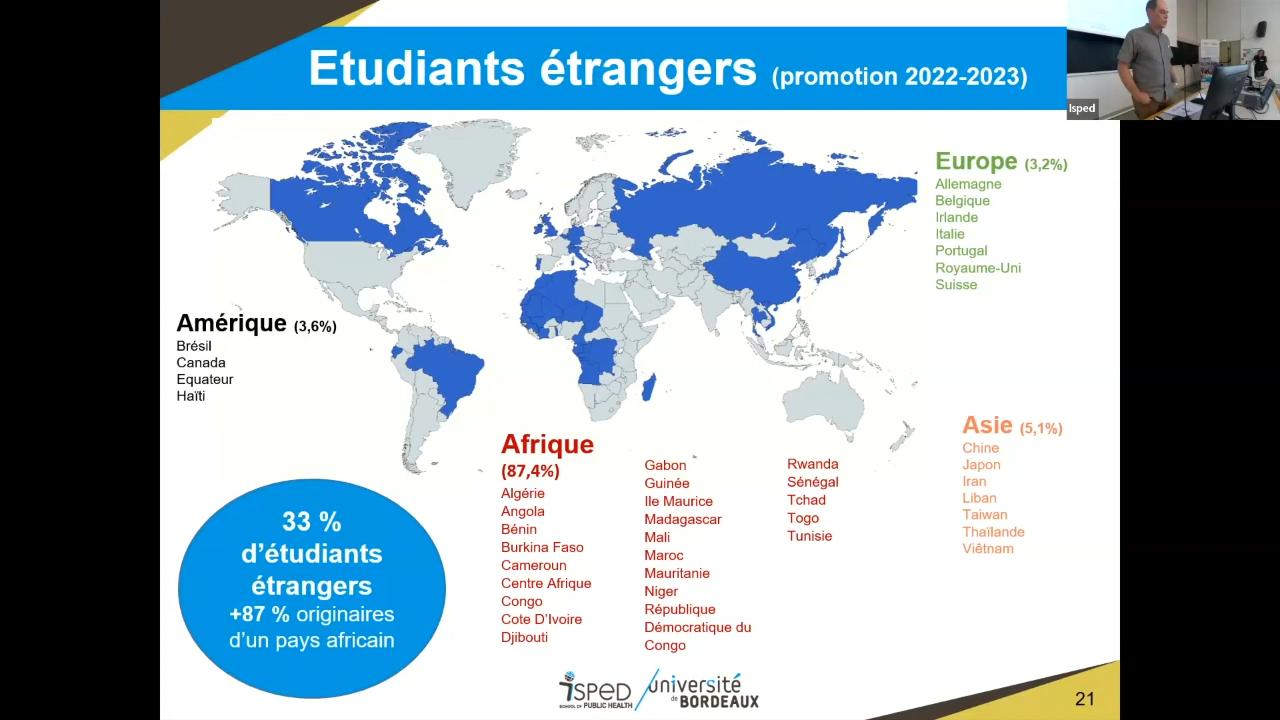 Etudiants étrangers (promotion 2022-2023)
Isped
Europe (3,2%)
Allemagne
Belgique
Irlande
Italie
Portugal
Royaume-Uni
Suisse
Amérique (3,6%)
Brésil
Canada
Equateur
Haïti
Afrique
(87,4%)
Algérie
Angola
Bénin
Burkina Faso
Cameroun
Centre Afrique
Congo
Cote D'Ivoire
Djibouti
Gabon
Guinée
Ile Maurice
Madagascar
Mali
Maroc
Mauritanie
Niger
République
Démocratique du
Congo
Rwanda
Sénégal
Tchad
Togo
Tunisie
Asie (5,1%)
Chine
Japon
Iran
Liban
Taiwan
Thaïlande
Viêtnam
33 %
d'étudiants
étrangers
+87 % originaires
d'un pays africain
ISPED
SCHOOL OF PUBLIC HEALTH
université
de BORDEAUX
21